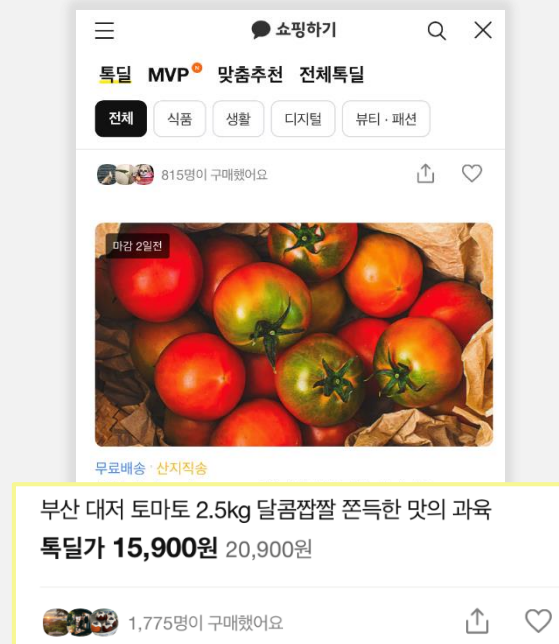 쇼핑하기
톡딜 MVP N 맞춤추천 전체톡딜
전체 식품 생활 디지털 뷰티 · 패션
815명이 구매했어요
마감 2일전
무료배송 · 산지직송
부산 대저 토마토 2.5kg 달콤짭짤 쫀득한 맛의 과육
톡딜가 15,900원 20,900원
1,775명이 구매했어요